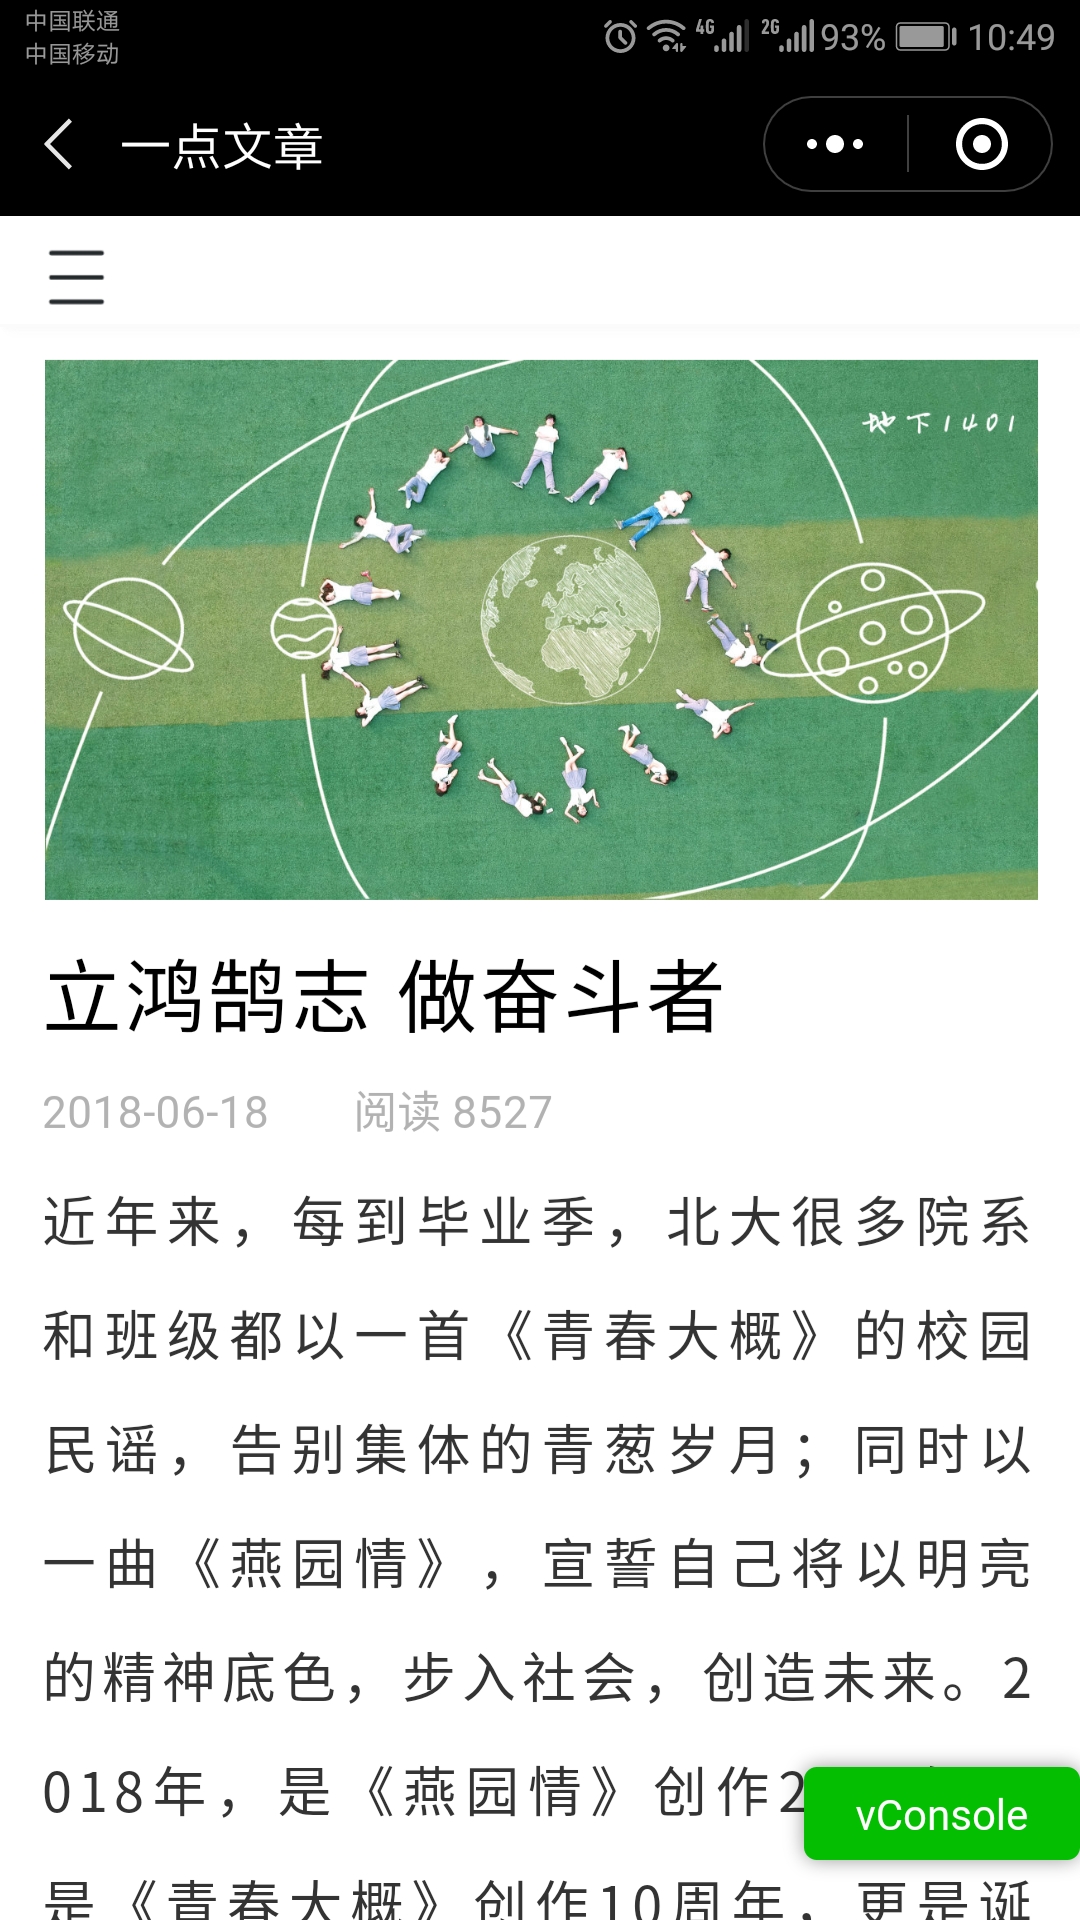 中国联通
中国移动
4G 2G 93% 10:49
一点文章
地下1401
立鸿鹄志 做奋斗者
2018-06-18 阅读 8527
近年来，每到毕业季，北大很多院系
和班级都以一首《青春大概》的校园
民谣，告别集体的青葱岁月；同时以
一曲《燕园情》，宣誓自己将以明亮
的精神底色，步入社会，创造未来。2
018年，是《燕园情》创作2
vConsole
是《青春大概》创作10周年，更是诞